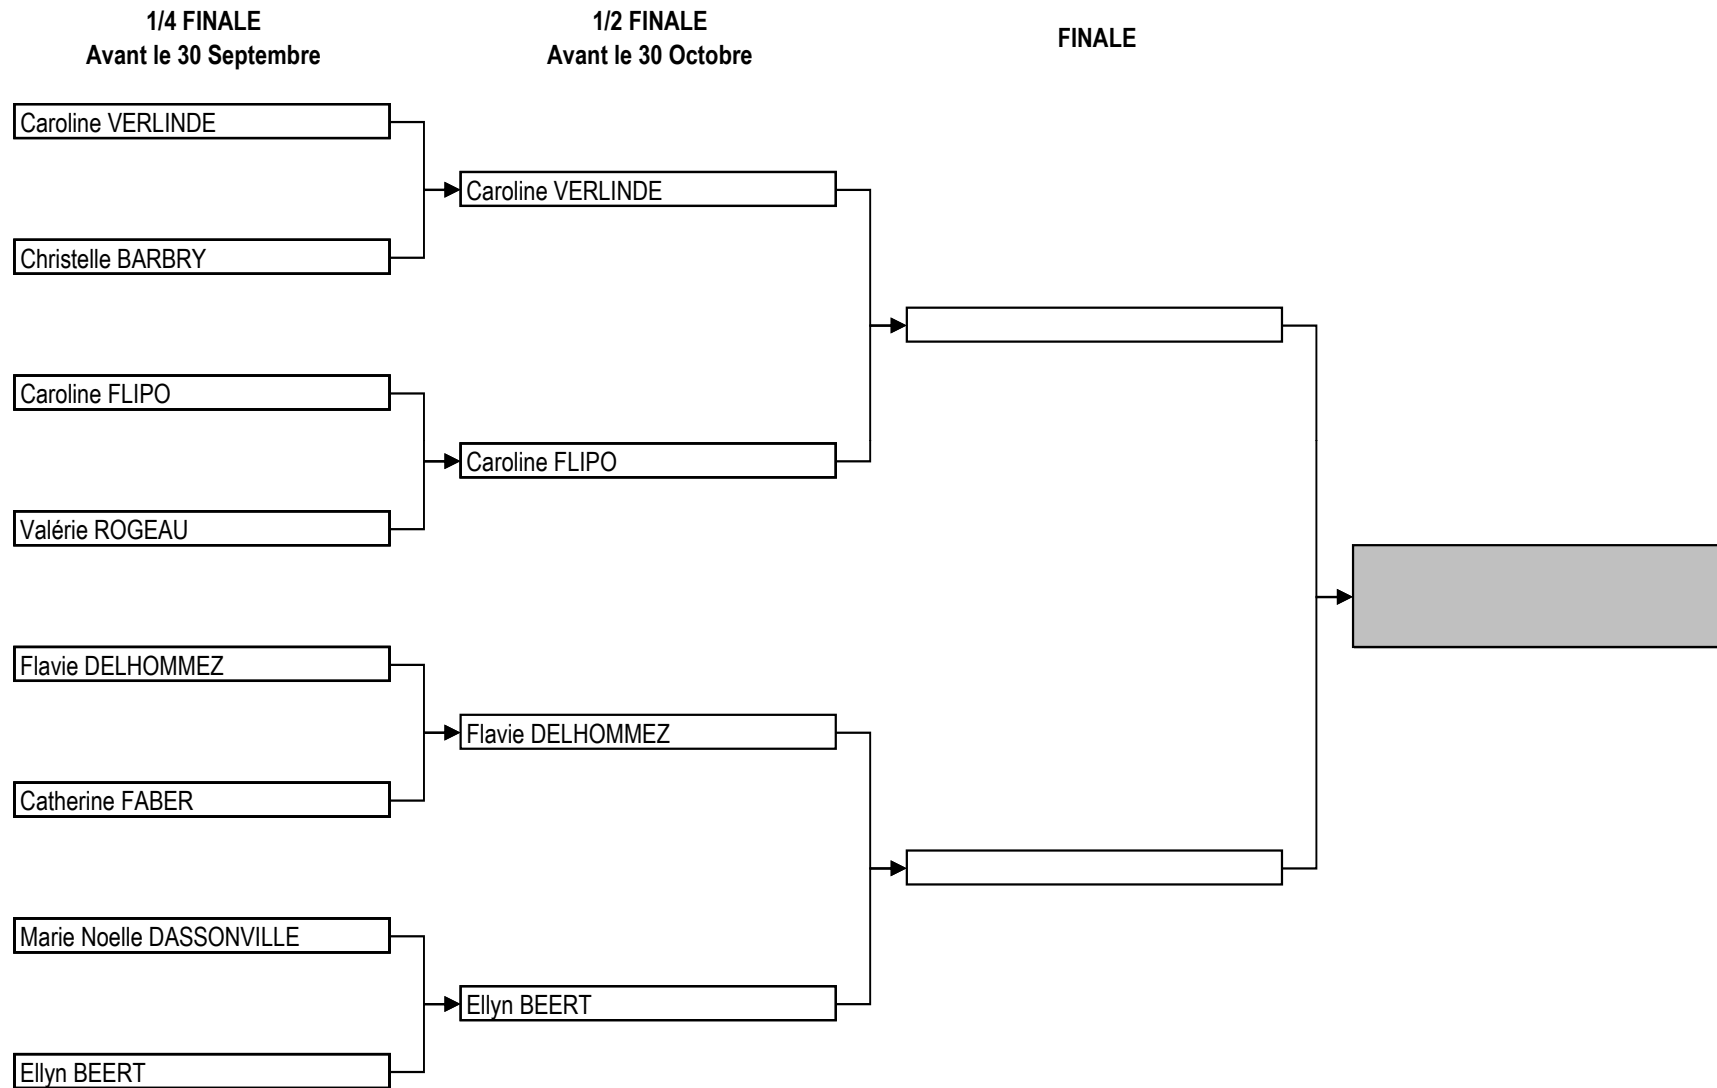 1/4 FINALE
Avant le 30 Septembre
1/2 FINALE
Avant le 30 Octobre
FINALE
Caroline VERLINDE
Christelle BARBRY
Caroline FLIPO
Valérie ROGEAU
Flavie DELHOMMEZ
Catherine FABER
Marie Noelle DASSONVILLE
Ellyn BEERT
Caroline VERLINDE
Caroline FLIPO
Flavie DELHOMMEZ
Ellyn BEERT